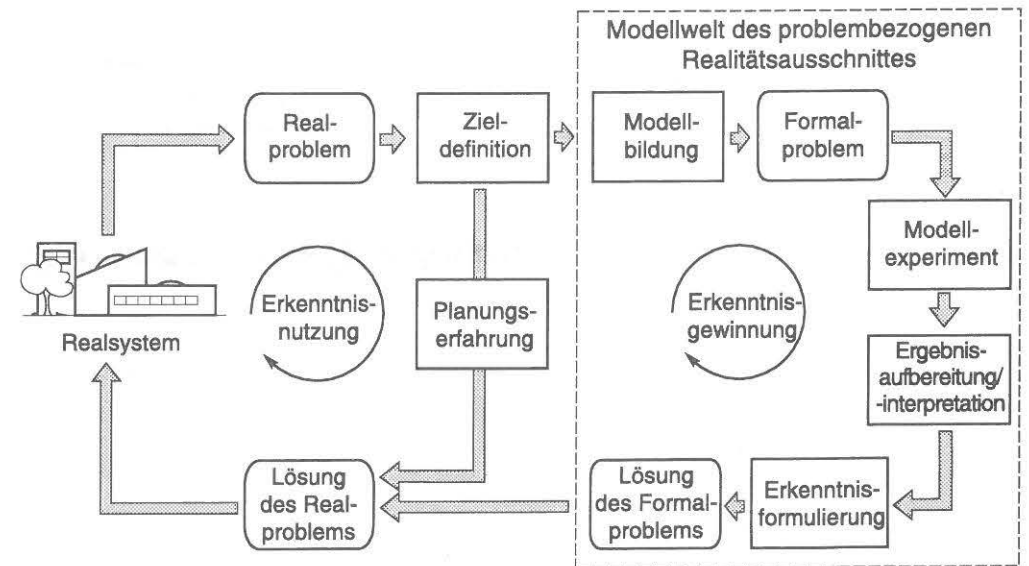 Modellwelt des problembezogenen
Realitätsausschnittes
Real-
problem
Ziel-
definition
Modell-
bildung
Formal-
problem
Modell-
experiment
Realsystem
Erkenntnis-
nutzung
Planungs-
erfahrung
Erkenntnis-
gewinnung
Ergebnis-
aufbereitung/
-interpretation
Lösung
des Real-
problems
Lösung
des Formal-
problems
Erkenntnis-
formulierung